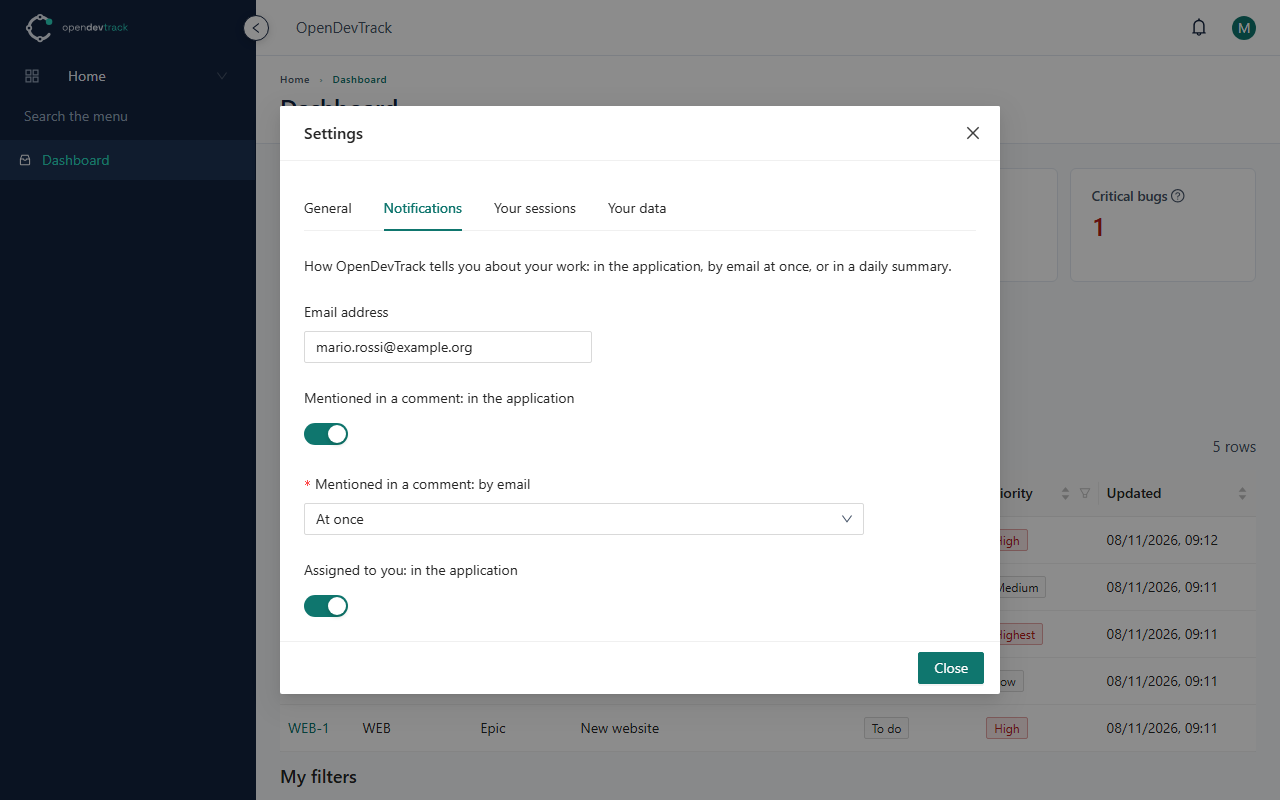 opendevtrack
OpenDevTrack
M
Home
Search the menu
Dashboard
Home › Dashboard
Dashboard
Settings
General
Notifications
Your sessions
Your data
How OpenDevTrack tells you about your work: in the application, by email at once, or in a daily summary.
Email address
mario.rossi@example.org
Mentioned in a comment: in the application
* Mentioned in a comment: by email
At once
Assigned to you: in the application
Close
Critical bugs
1
5 rows
Updated
08/11/2026, 09:12
Medium 08/11/2026, 09:11
Highest 08/11/2026, 09:11
08/11/2026, 09:11
WEB-1 WEB Epic New website To do High 08/11/2026, 09:11
My filters